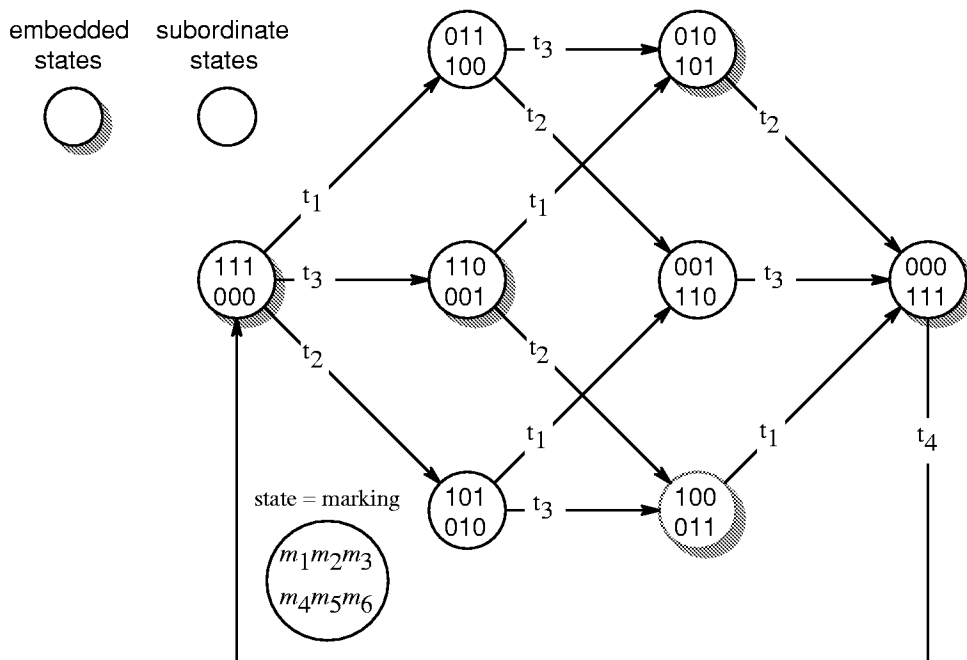 embedded
states
subordinate
states
011
100
t3
010
101
t2
t2
t1
t1
111
000
t3
110
001
001
110
t3
000
111
t2
t2
t1
t1
t4
state = marking
101
010
t3
100
011
m1m2m3
m4m5m6